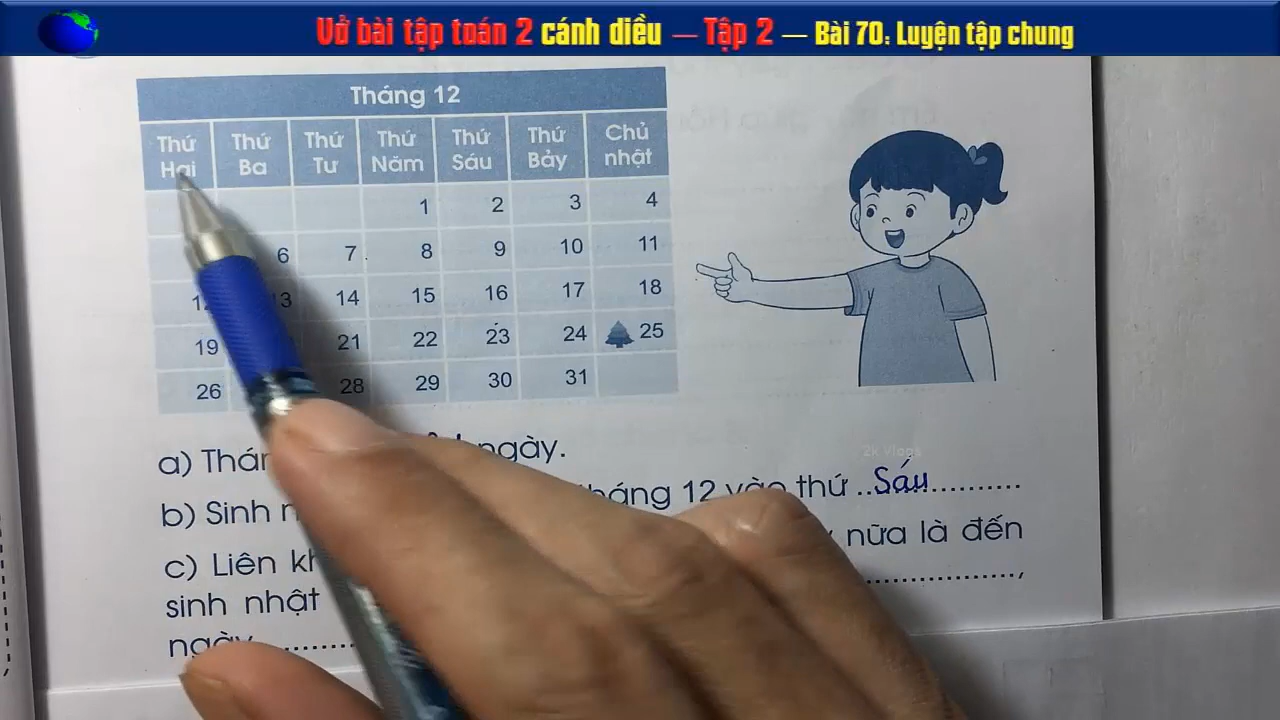 Vở bài tập toán 2 cánh diều — Tập 2 — Bài 70: Luyện tập chung
Tháng 12
Thứ Hai Thứ Ba Thứ Tư Thứ Năm Thứ Sáu Thứ Bảy Chủ nhật
1 2 3 4
6 7 8 9 10 11
14 15 16 17 18
19 21 22 23 24 25
26 28 29 30 31
a) ngày.
2k Vlogs
b) Sinh tháng 12 vào thứ ..Sáu............
c) Liên nữa là đến
sinh nhật ................,
ngày ..........